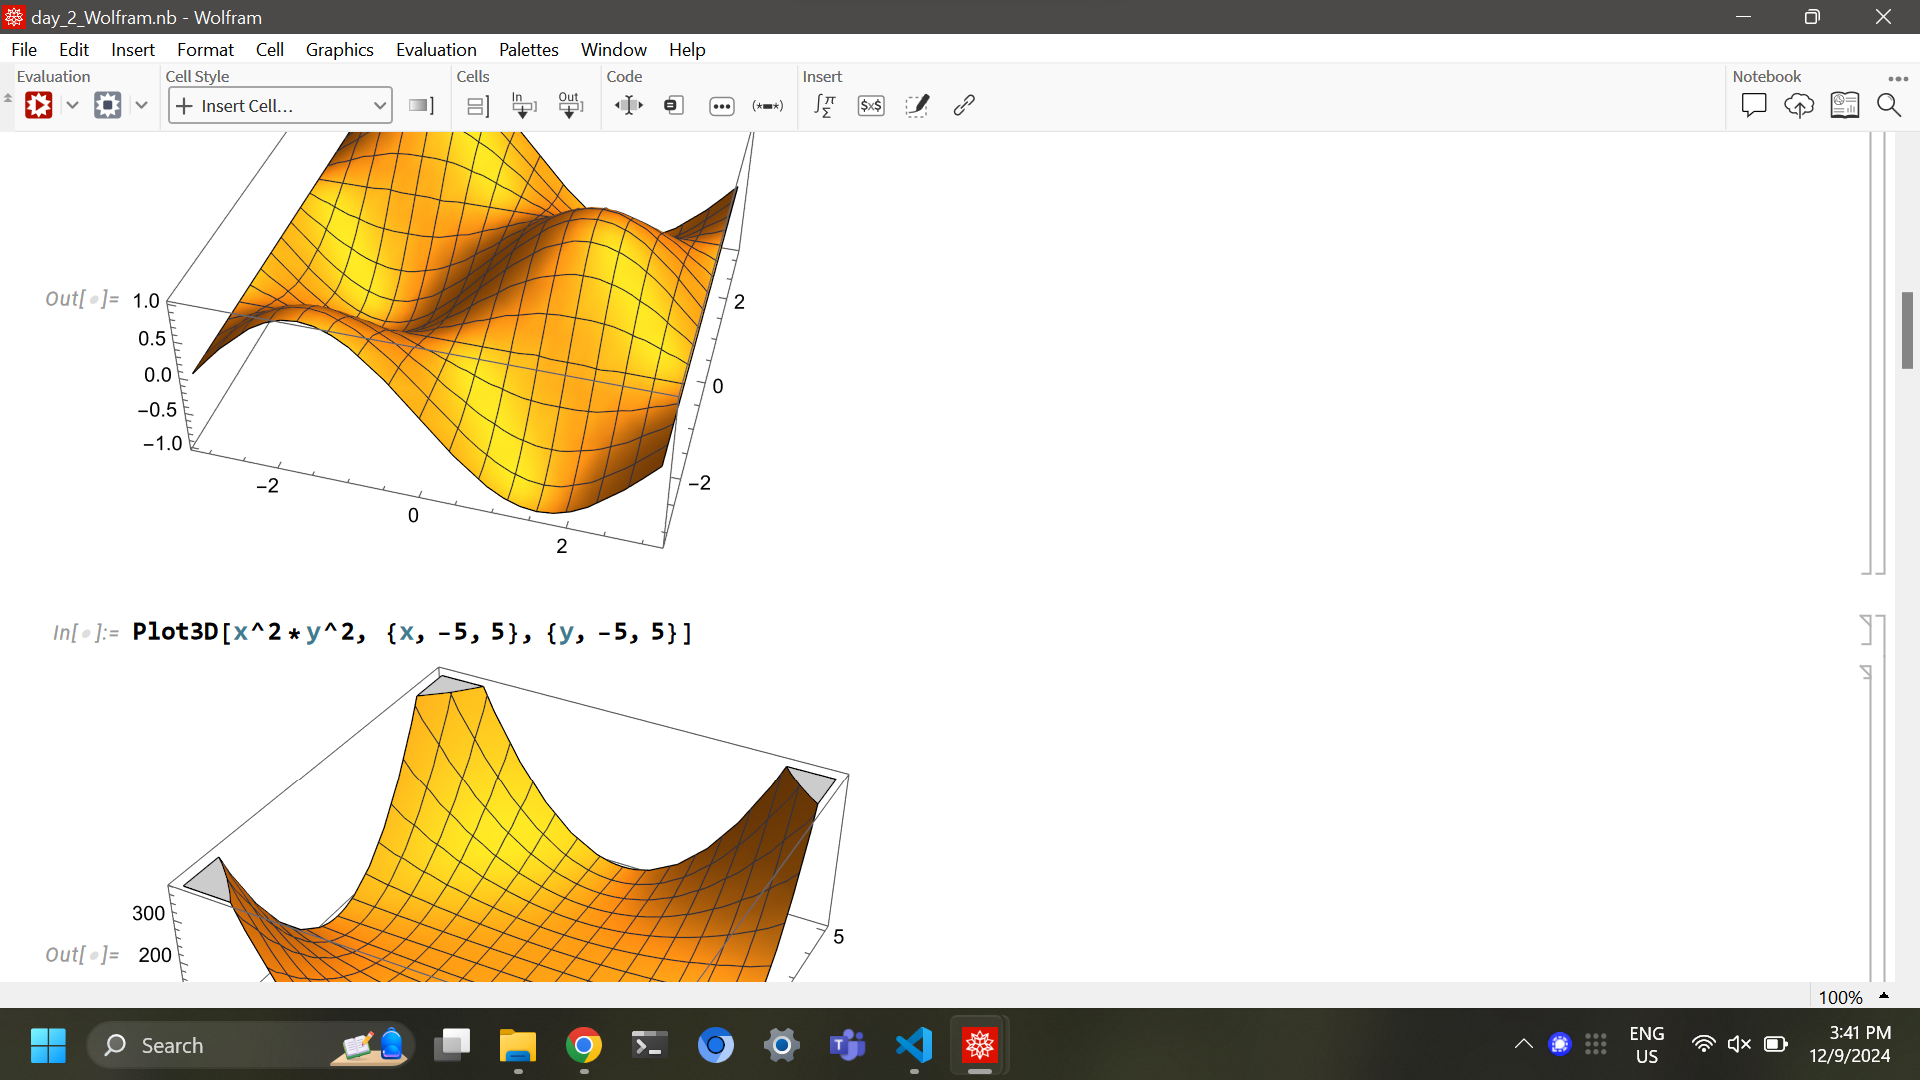 day_2_Wolfram.nb - Wolfram
File Edit Insert Format Cell Graphics Evaluation Palettes Window Help
Evaluation Cell Style Cells Code Insert Notebook
Insert Cell...
In Out
Out[ ]= 1.0
0.5
0.0
−0.5
−1.0
−2
0
2
2
0
−2
In[ ]:= Plot3D[x^2*y^2, {x, -5, 5}, {y, -5, 5}]
300
Out[ ]= 200
5
100%
Search
ENG
US
3:41 PM
12/9/2024